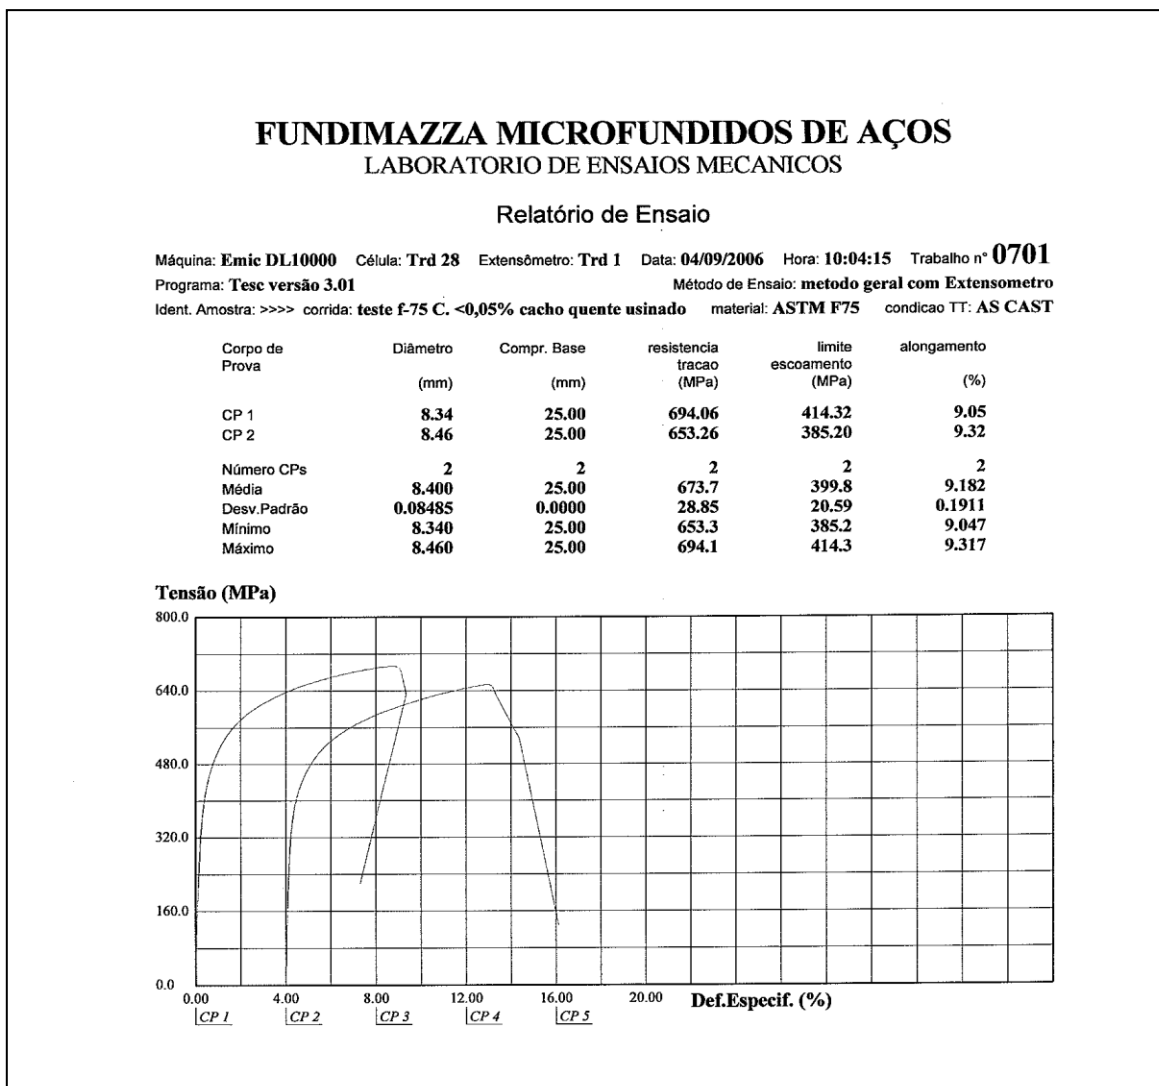 FUNDIMAZZA MICROFUNDIDOS DE AÇOS
LABORATORIO DE ENSAIOS MECANICOS
Relatório de Ensaio
Máquina: Emic DL10000 Célula: Trd 28 Extensômetro: Trd 1 Data: 04/09/2006 Hora: 10:04:15 Trabalho n° 0701
Programa: Tesc versão 3.01 Método de Ensaio: metodo geral com Extensometro
Ident. Amostra: >>>> corrida: teste f-75 C. <0,05% cacho quente usinado material: ASTM F75 condicao TT: AS CAST
Corpo de Diâmetro Compr. Base resistencia limite alongamento
Prova tracao escoamento
(mm) (mm) (MPa) (MPa) (%)
CP 1 8.34 25.00 694.06 414.32 9.05
CP 2 8.46 25.00 653.26 385.20 9.32
Número CPs 2 2 2 2 2
Média 8.400 25.00 673.7 399.8 9.182
Desv.Padrão 0.08485 0.0000 28.85 20.59 0.1911
Mínimo 8.340 25.00 653.3 385.2 9.047
Máximo 8.460 25.00 694.1 414.3 9.317
Tensão (MPa)
800.0
640.0
480.0
320.0
160.0
0.0
0.00 4.00 8.00 12.00 16.00 20.00 Def.Especif. (%)
CP 1 CP 2 CP 3 CP 4 CP 5